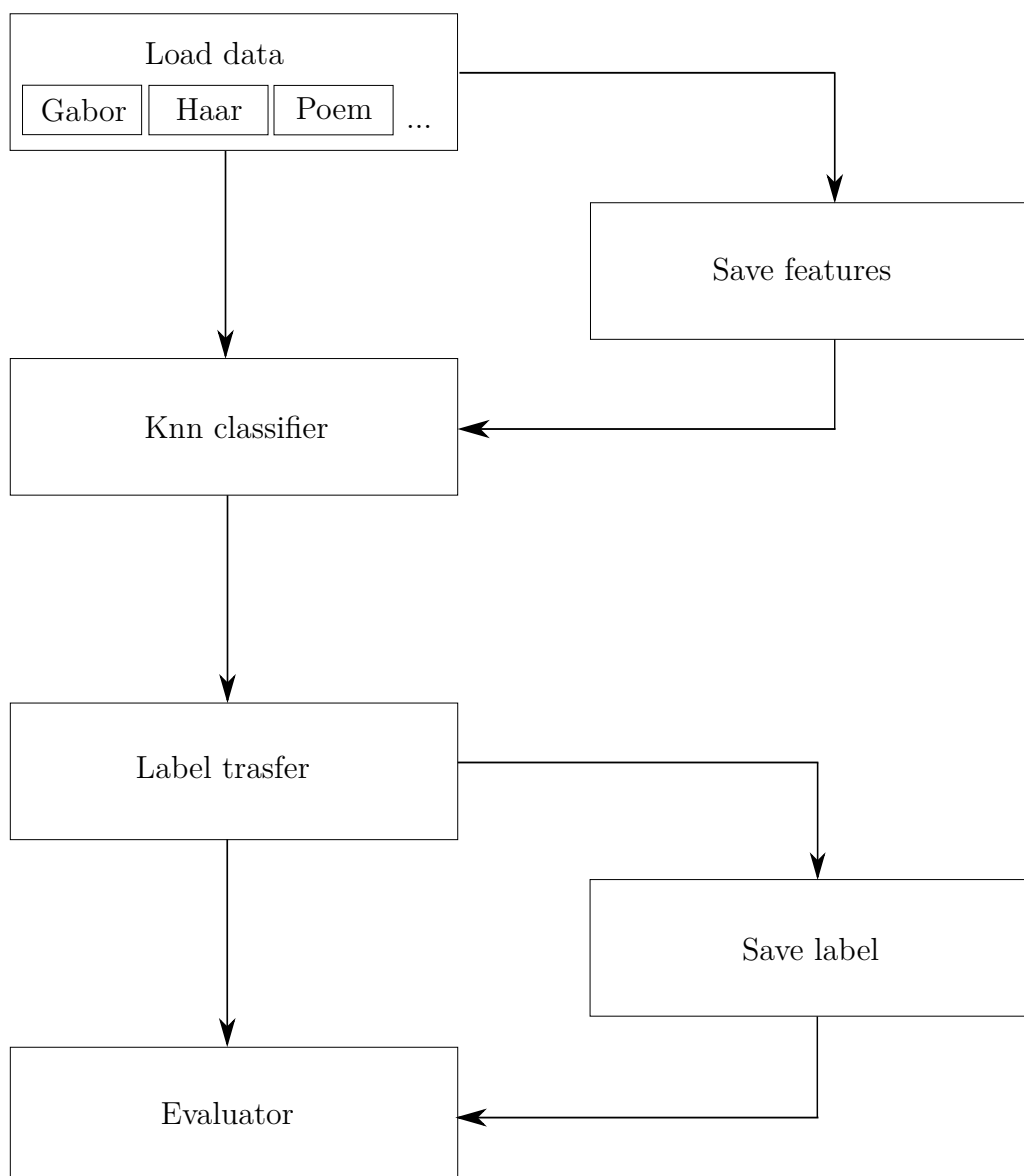 Load data
Gabor Haar Poem ...
Save features
Knn classifier
Label trasfer
Save label
Evaluator